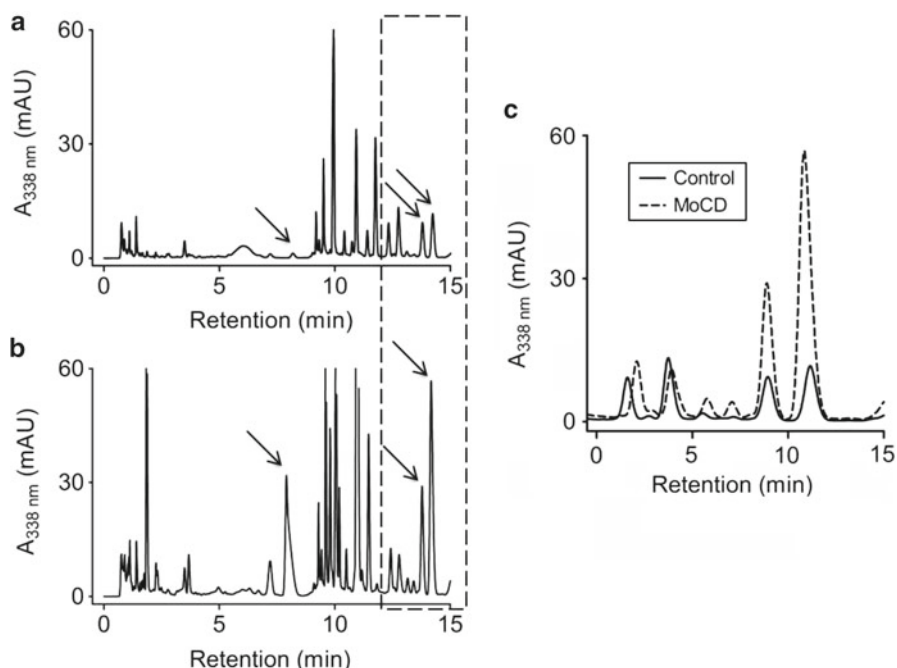 a
60
30
0
A338 nm (mAU)
0 5 10 15
Retention (min)
b
60
30
0
A338 nm (mAU)
0 5 10 15
Retention (min)
c
60
30
0
A338 nm (mAU)
Control
MoCD
0 5 10 15
Retention (min)